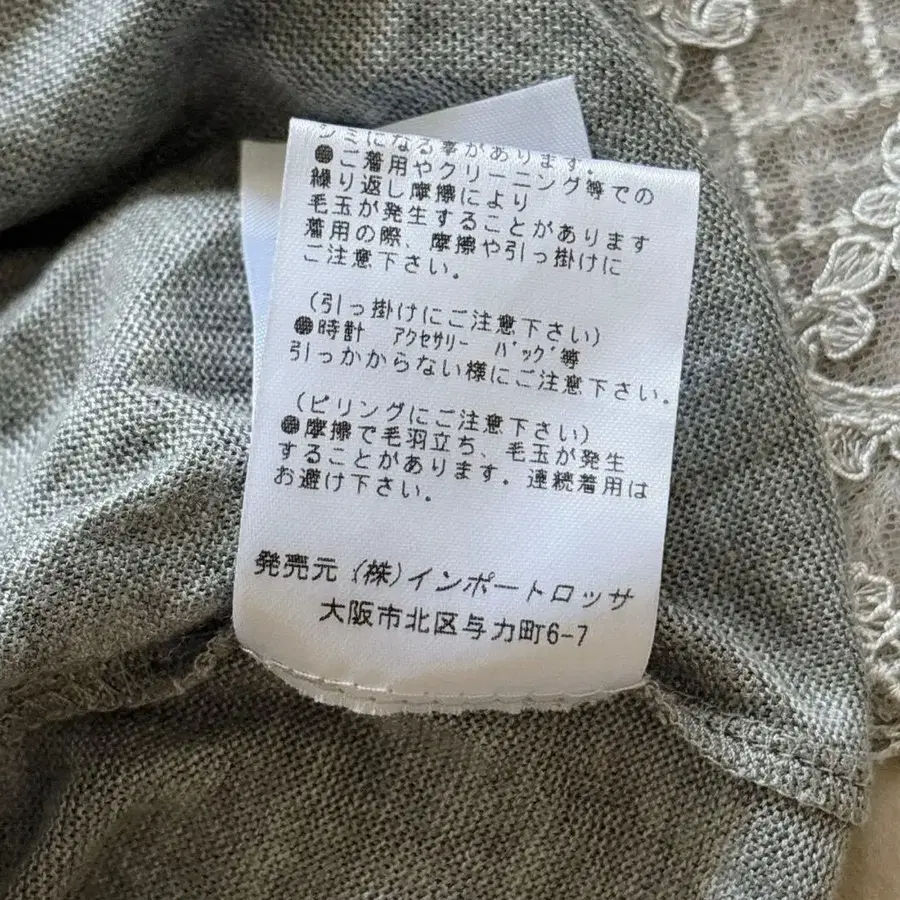 シミになる事があります.
●ご着用やクリーニング等での
繰り返し摩擦により
毛玉が発生することがあります
着用の際、摩擦や引っ掛けに
ご注意下さい。
(引っ掛けにご注意下さい)
●時計 ｱｸｾｻﾘｰ ﾊﾞｯｸﾞ等
引っかからない様にご注意下さい。
(ピリングにご注意下さい)
●摩擦で毛羽立ち、毛玉が発生
することがあります. 連続着用は
お避け下さい。
発売元 (株)インポートロッサ
大阪市北区与力町6-7